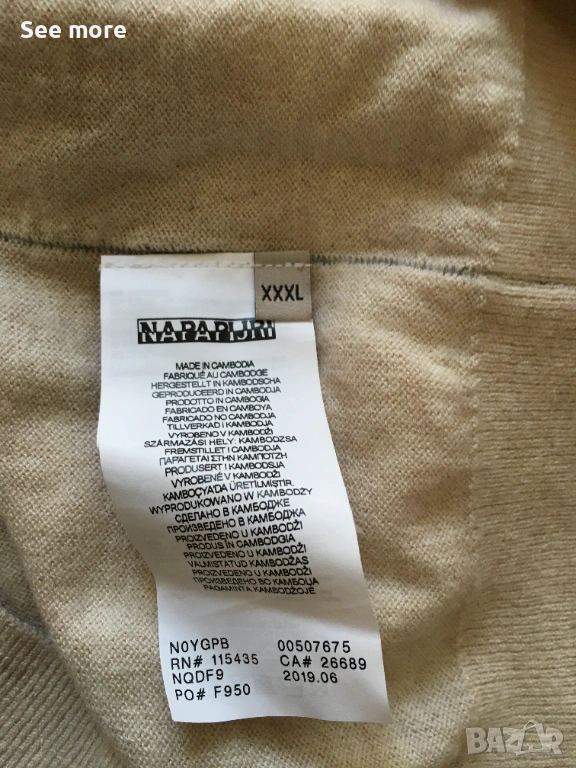 See more
XXXL
NAPAPIJRI
MADE IN CAMBODIA
FABRIQUÉ AU CAMBODGE
HERGESTELLT IN KAMBODSCHA
GEPRODUCEERD IN CAMBODJA
PRODOTTO IN CAMBOGIA
FABRICADO EN CAMBOYA
FABRICADO NO CAMBODJA
TILLVERKAD I KAMBODJA
VYROBENO V KAMBODŽI
SZÁRMAZÁSI HELY: KAMBODZSA
FREMSTILLET I CAMBODJA
ΠΑΡΑΓΕΤΑΙ ΣΤΗΝ ΚΑΜΠΟΤΖΗ
PRODUSERT I KAMBODSJA
VYROBENÉ V KAMBODŽI
KAMBOÇYA'DA ÜRETİLMİŞTİR
WYPRODUKOWANO W KAMBODŻY
СДЕЛАНО В КАМБОДЖЕ
ПРОИЗВЕДЕНО В КАМБОДЖА
PROIZVEDENO U KAMBODŽI
PRODUS ÎN CAMBODGIA
PROIZVEDENO U KAMBODŽI
VALMISTATUD KAMBODŽAS
ПРОИЗВЕДЕНО ВО КАМБОЏА
PAGAMINTA KAMBODŽOJE
N0YGPB 00507675
RN# 115435 CA# 26689
NQDF9 2019.06
PO# F950
BAZAR